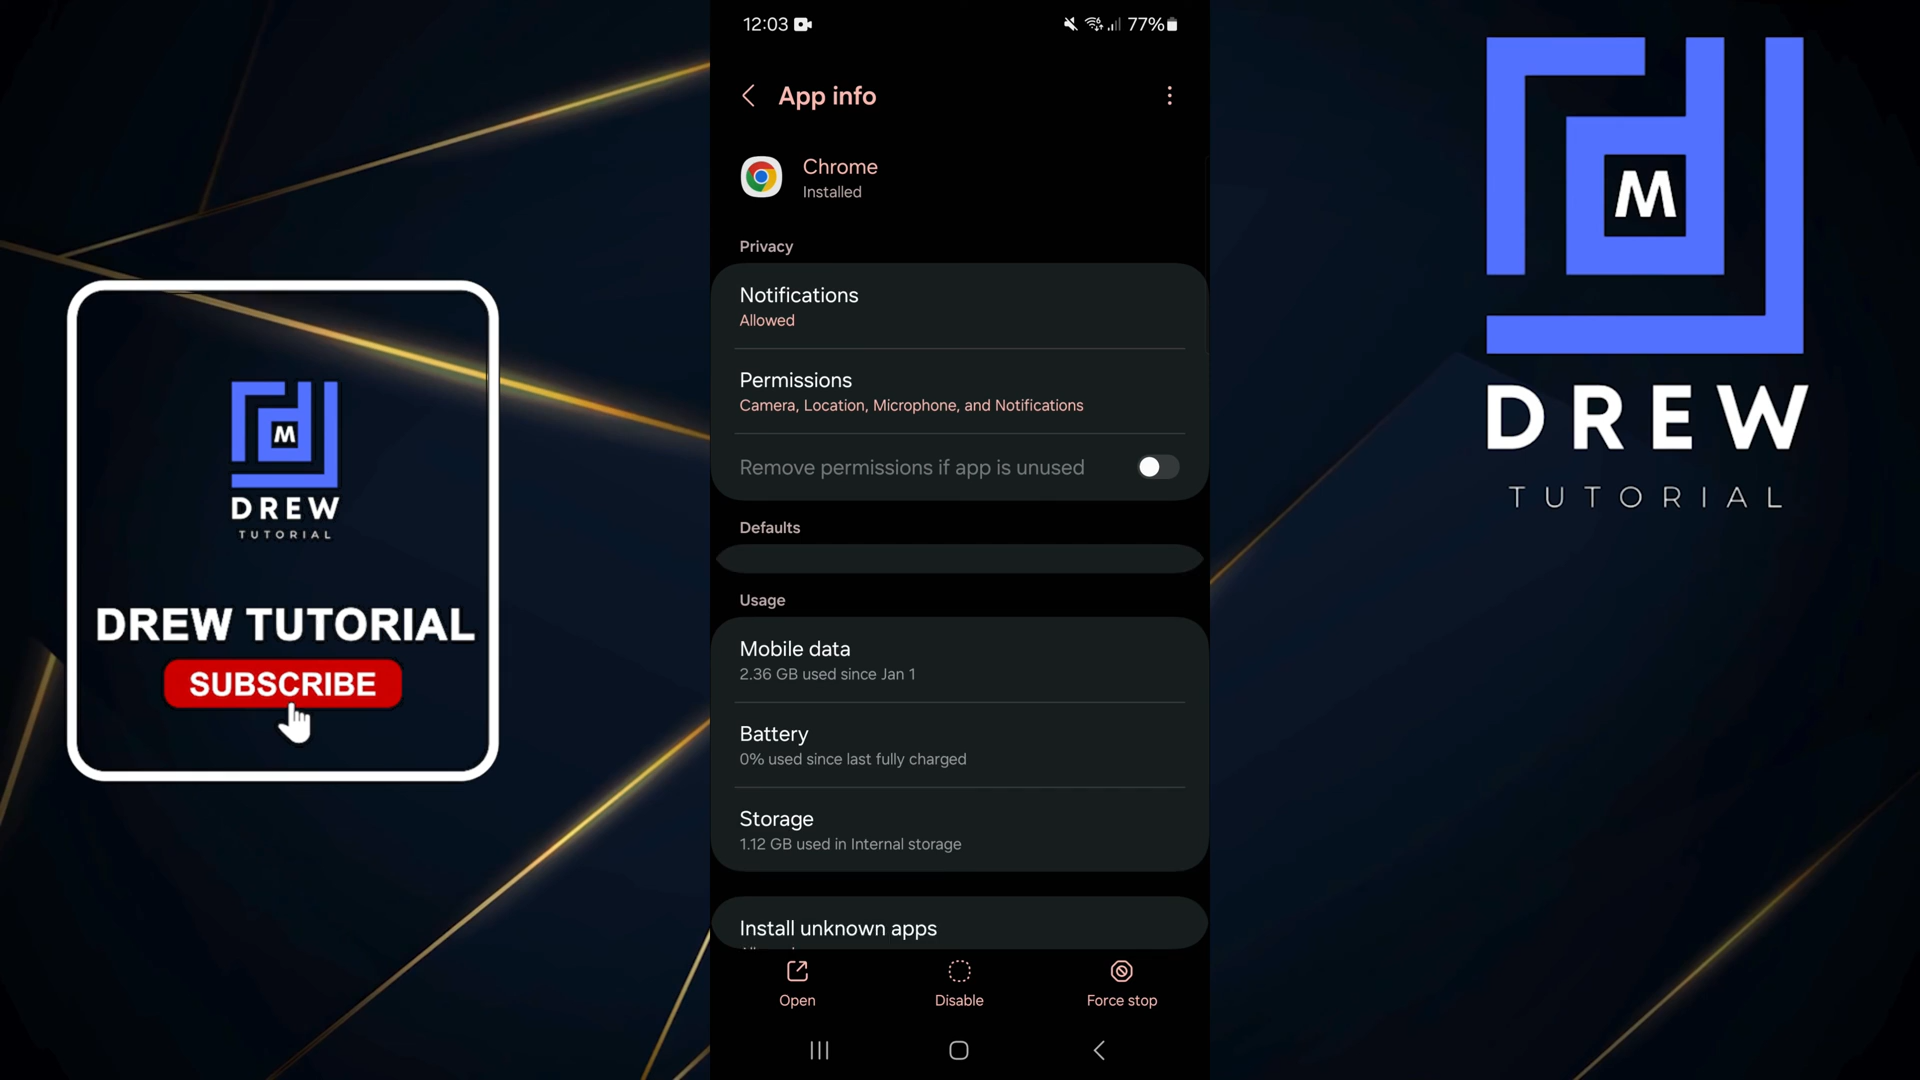 12:03
77%
App info
Chrome
Installed
Privacy
Notifications
Allowed
Permissions
Camera, Location, Microphone, and Notifications
Remove permissions if app is unused
Defaults
Usage
Mobile data
2.36 GB used since Jan 1
Battery
0% used since last fully charged
Storage
1.12 GB used in Internal storage
Install unknown apps
Open
Disable
Force stop
M
DREW
TUTORIAL
DREW TUTORIAL
SUBSCRIBE
M
DREW
TUTORIAL